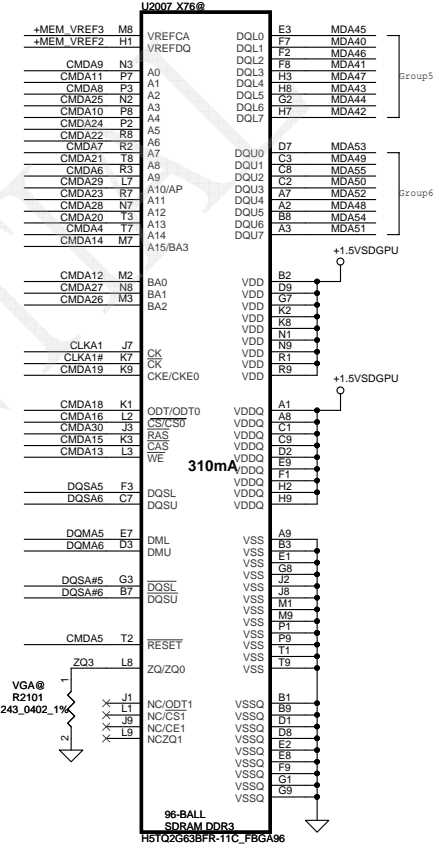 U2007 X76@
+MEM_VREF3 M8 VREFCA
+MEM_VREF2 H1 VREFDQ
CMDA9 N3 A0
CMDA11 P7 A1
CMDA8 P3 A2
CMDA25 N2 A3
CMDA10 P8 A4
CMDA24 P2 A5
CMDA22 R8 A6
CMDA7 R2 A7
CMDA21 T8 A8
CMDA6 R3 A9
CMDA29 L7 A10/AP
CMDA23 R7 A11
CMDA28 N7 A12
CMDA20 T3 A13
CMDA4 T7 A14
CMDA14 M7 A15/BA3
CMDA12 M2 BA0
CMDA27 N8 BA1
CMDA26 M3 BA2
CLKA1 J7 CK
CLKA1# K7 CK
CMDA19 K9 CKE/CKE0
CMDA18 K1 ODT/ODT0
CMDA16 L2 CS/CS0
CMDA30 J3 RAS
CMDA15 K3 CAS
CMDA13 L3 WE
DQSA5 F3 DQSL
DQSA6 C7 DQSU
DQMA5 E7 DML
DQMA6 D3 DMU
DQSA#5 G3 DQSL
DQSA#6 B7 DQSU
CMDA5 T2 RESET
ZQ3 L8 ZQ/ZQ0
VGA@
R2101
243_0402_1%
1
2
J1 NC/ODT1
L1 NC/CS1
J9 NC/CE1
L9 NCZQ1
DQL0 E3 MDA45
DQL1 F7 MDA40
DQL2 F2 MDA46
DQL3 F8 MDA41
DQL4 H3 MDA47
DQL5 H8 MDA43
DQL6 G2 MDA44
DQL7 H7 MDA42
Group5
DQU0 D7 MDA53
DQU1 C3 MDA49
DQU2 C8 MDA55
DQU3 C2 MDA50
DQU4 A7 MDA52
DQU5 A2 MDA48
DQU6 B8 MDA54
DQU7 A3 MDA51
Group6
+1.5VSDGPU
VDD B2
VDD D9
VDD G7
VDD K2
VDD K8
VDD N1
VDD N9
VDD R1
VDD R9
+1.5VSDGPU
VDDQ A1
VDDQ A8
VDDQ C1
VDDQ C9
VDDQ D2
VDDQ E9
VDDQ F1
VDDQ H2
VDDQ H9
310mA
VSS A9
VSS B3
VSS E1
VSS G8
VSS J2
VSS J8
VSS M1
VSS M9
VSS P1
VSS P9
VSS T1
VSS T9
VSSQ B1
VSSQ B9
VSSQ D1
VSSQ D8
VSSQ E2
VSSQ E8
VSSQ F9
VSSQ G1
VSSQ G9
96-BALL
SDRAM DDR3
H5TQ2G63BFR-11C_FBGA96